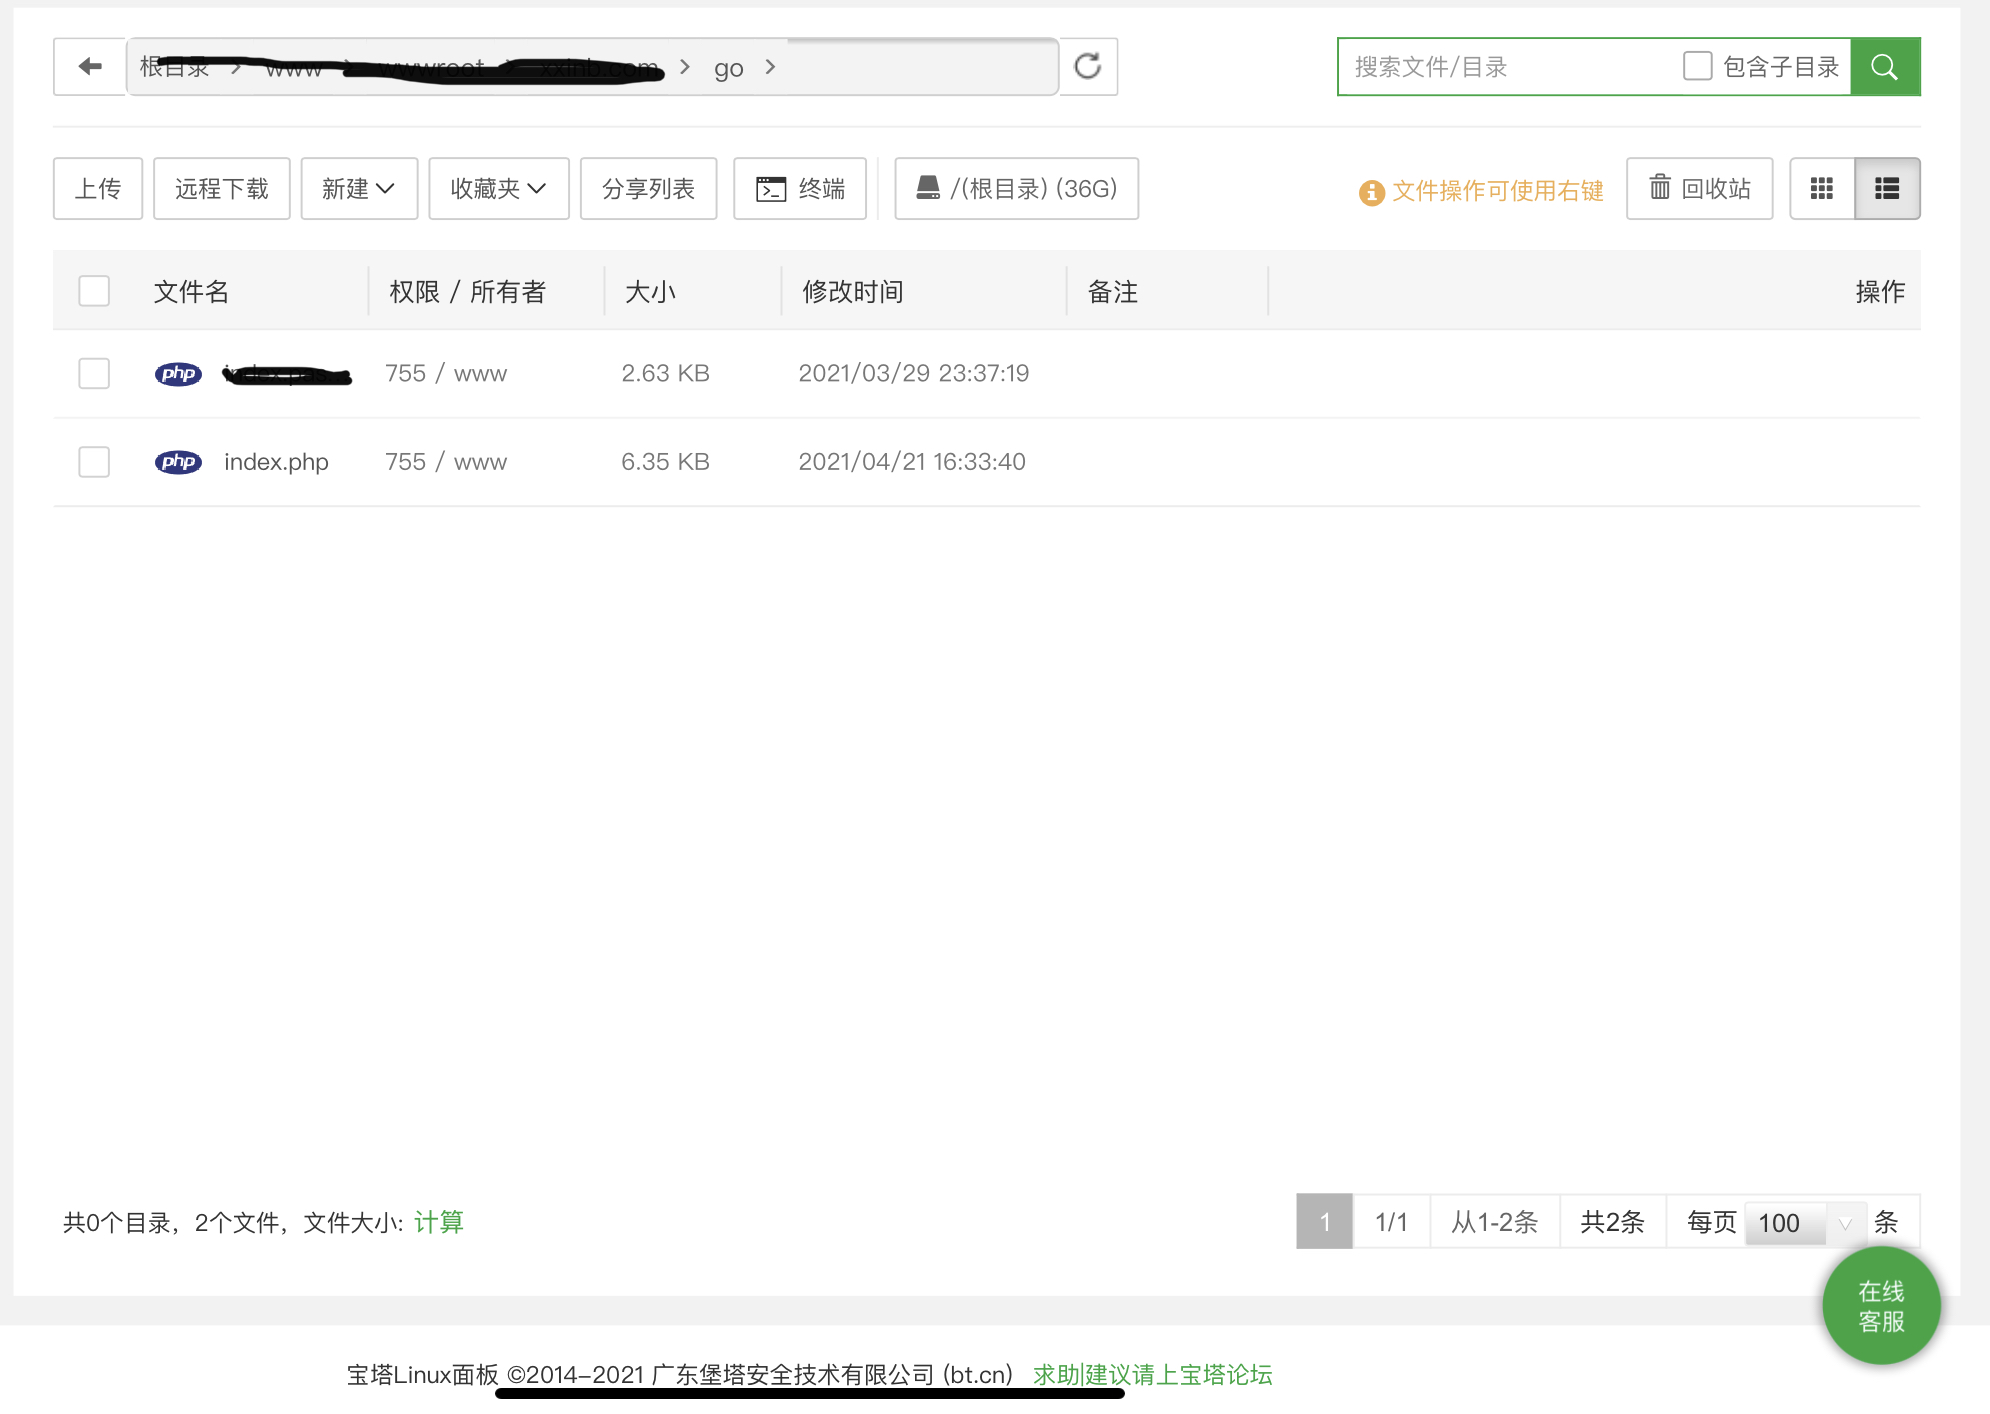 根目录 > www > wwwroot > > go >
搜索文件/目录 包含子目录
上传 远程下载 新建 收藏夹 分享列表 终端 /(根目录) (36G) 文件操作可使用右键 回收站
文件名 权限 / 所有者 大小 修改时间 备注 操作
php 755 / www 2.63 KB 2021/03/29 23:37:19
php index.php 755 / www 6.35 KB 2021/04/21 16:33:40
共0个目录，2个文件，文件大小: 计算 1 1/1 从1-2条 共2条 每页 100 条
在线
客服
宝塔Linux面板 ©2014-2021 广东堡塔安全技术有限公司 (bt.cn) 求助|建议请上宝塔论坛